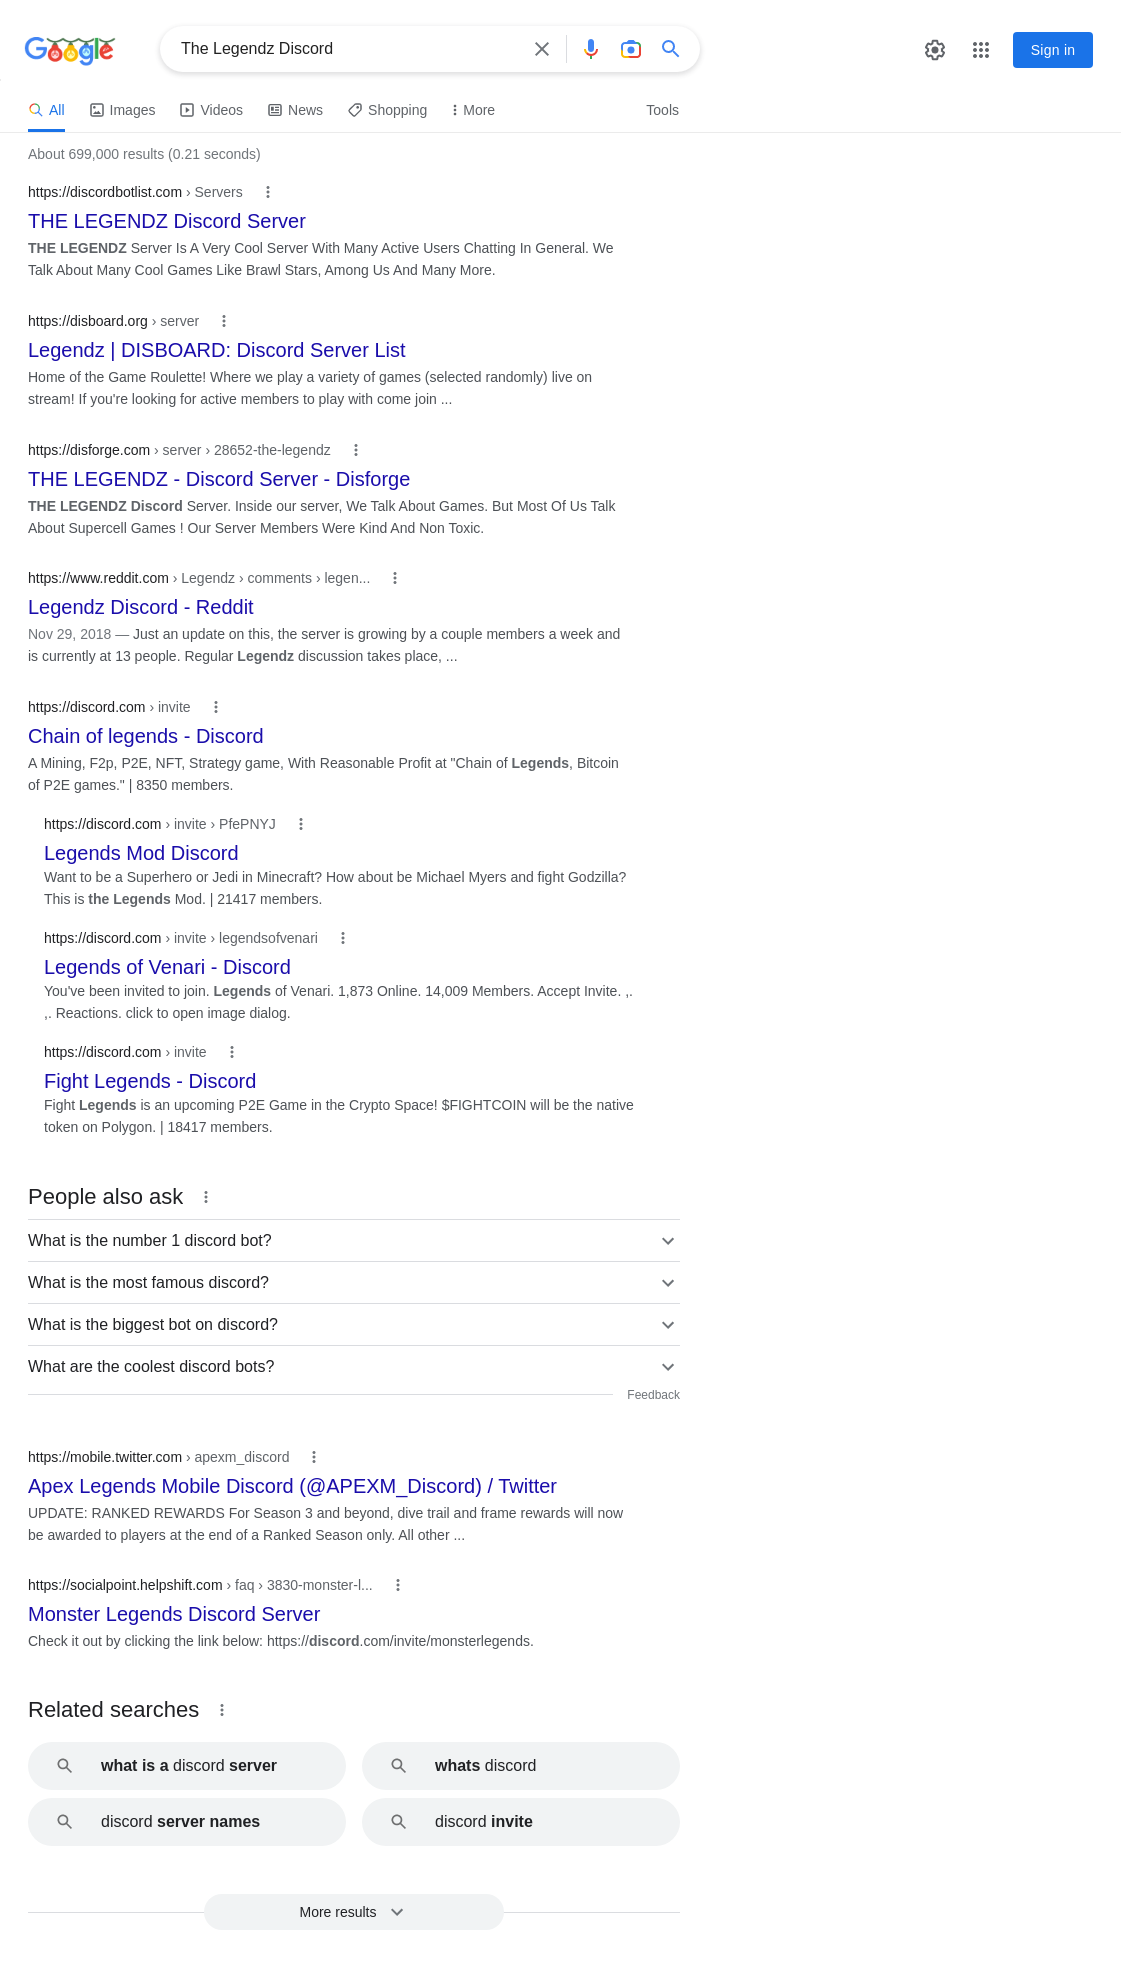 Google
The Legendz Discord
Sign in
All Images Videos News Shopping More Tools
About 699,000 results (0.21 seconds)
https://discordbotlist.com › Servers
THE LEGENDZ Discord Server
THE LEGENDZ Server Is A Very Cool Server With Many Active Users Chatting In General. We
Talk About Many Cool Games Like Brawl Stars, Among Us And Many More.
https://disboard.org › server
Legendz | DISBOARD: Discord Server List
Home of the Game Roulette! Where we play a variety of games (selected randomly) live on
stream! If you're looking for active members to play with come join ...
https://disforge.com › server › 28652-the-legendz
THE LEGENDZ - Discord Server - Disforge
THE LEGENDZ Discord Server. Inside our server, We Talk About Games. But Most Of Us Talk
About Supercell Games ! Our Server Members Were Kind And Non Toxic.
https://www.reddit.com › Legendz › comments › legen...
Legendz Discord - Reddit
Nov 29, 2018 — Just an update on this, the server is growing by a couple members a week and
is currently at 13 people. Regular Legendz discussion takes place, ...
https://discord.com › invite
Chain of legends - Discord
A Mining, F2p, P2E, NFT, Strategy game, With Reasonable Profit at "Chain of Legends, Bitcoin
of P2E games." | 8350 members.
https://discord.com › invite › PfePNYJ
Legends Mod Discord
Want to be a Superhero or Jedi in Minecraft? How about be Michael Myers and fight Godzilla?
This is the Legends Mod. | 21417 members.
https://discord.com › invite › legendsofvenari
Legends of Venari - Discord
You've been invited to join. Legends of Venari. 1,873 Online. 14,009 Members. Accept Invite. ,.
,. Reactions. click to open image dialog.
https://discord.com › invite
Fight Legends - Discord
Fight Legends is an upcoming P2E Game in the Crypto Space! $FIGHTCOIN will be the native
token on Polygon. | 18417 members.
People also ask
What is the number 1 discord bot?
What is the most famous discord?
What is the biggest bot on discord?
What are the coolest discord bots?
Feedback
https://mobile.twitter.com › apexm_discord
Apex Legends Mobile Discord (@APEXM_Discord) / Twitter
UPDATE: RANKED REWARDS For Season 3 and beyond, dive trail and frame rewards will now
be awarded to players at the end of a Ranked Season only. All other ...
https://socialpoint.helpshift.com › faq › 3830-monster-l...
Monster Legends Discord Server
Check it out by clicking the link below: https://discord.com/invite/monsterlegends.
Related searches
what is a discord server
whats discord
discord server names
discord invite
More results